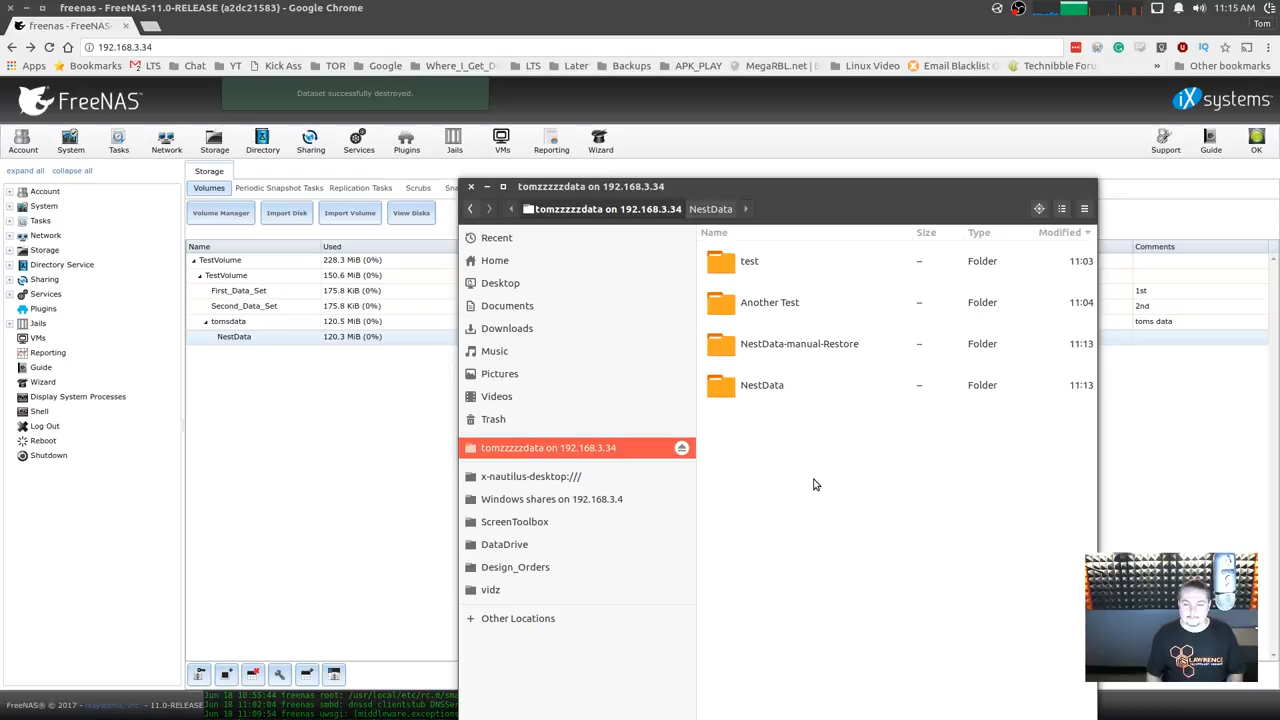 freenas - FreeNAS-11.0-RELEASE (a2dc21583) - Google Chrome
11:15 AM
freenas - FreeNAS-
Tom
192.168.3.34
Apps
Bookmarks
LTS
Chat
YT
Kick Ass
TOR
Google
Where_I_Get_D
LTS
Later
Backups
APK_PLAY
MegaRBL.net |
Linux Video
Email Blacklist
Technibble Foru
»
Other bookmarks
FreeNAS
Dataset successfully destroyed.
iX systems
Account
System
Tasks
Network
Storage
Directory
Sharing
Services
Plugins
Jails
VMs
Reporting
Wizard
Support
Guide
OK
expand all
collapse all
Account
System
Tasks
Network
Storage
Directory Service
Sharing
Services
Plugins
Jails
VMs
Reporting
Guide
Wizard
Display System Processes
Shell
Log Out
Reboot
Shutdown
Storage
Volumes
Periodic Snapshot Tasks
Replication Tasks
Scrubs
Sna
Volume Manager
Import Disk
Import Volume
View Disks
Name
Used
Comments
TestVolume
228.3 MiB (0%)
TestVolume
150.6 MiB (0%)
First_Data_Set
175.8 KiB (0%)
1st
Second_Data_Set
175.8 KiB (0%)
2nd
tomsdata
120.5 MiB (0%)
toms data
NestData
120.3 MiB (0%)
tomzzzzzdata on 192.168.3.34
tomzzzzzdata on 192.168.3.34
NestData
Recent
Home
Desktop
Documents
Downloads
Music
Pictures
Videos
Trash
tomzzzzzdata on 192.168.3.34
x-nautilus-desktop:///
Windows shares on 192.168.3.4
ScreenToolbox
DataDrive
Design_Orders
vidz
Other Locations
Name
Size
Type
Modified
test
--
Folder
11:03
Another Test
--
Folder
11:04
NestData-manual-Restore
--
Folder
11:13
NestData
--
Folder
11:13
LAWRENCE
FreeNAS® © 2017 - iXsystems, Inc. - 11.0-RELEASE
Jun 18 10:55:44 freenas root: /usr/local/etc/rc.d/sm
Jun 18 11:02:04 freenas smbd: dnssd_clientstub DNSSer
Jun 18 11:09:54 freenas uwsgi: [middleware.exceptions